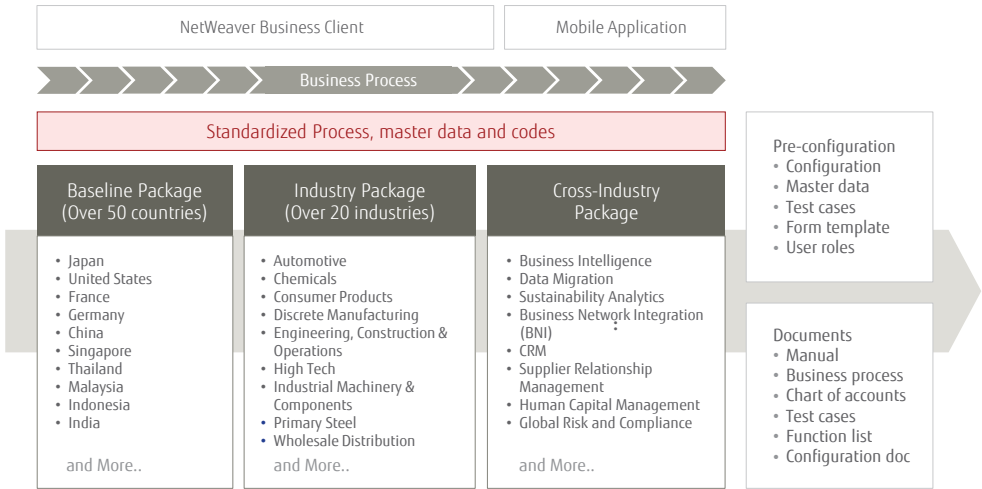 NetWeaver Business Client
Mobile Application
Business Process
Standardized Process, master data and codes
Baseline Package
(Over 50 countries)
• Japan
• United States
• France
• Germany
• China
• Singapore
• Thailand
• Malaysia
• Indonesia
• India
and More..
Industry Package
(Over 20 industries)
• Automotive
• Chemicals
• Consumer Products
• Discrete Manufacturing
• Engineering, Construction &
Operations
• High Tech
• Industrial Machinery &
Components
• Primary Steel
• Wholesale Distribution
and More..
Cross-Industry
Package
• Business Intelligence
• Data Migration
• Sustainability Analytics
• Business Network Integration
(BNI)
• CRM
• Supplier Relationship
Management
• Human Capital Management
• Global Risk and Compliance
and More..
Pre-configuration
• Configuration
• Master data
• Test cases
• Form template
• User roles
Documents
• Manual
• Business process
• Chart of accounts
• Test cases
• Function list
• Configuration doc